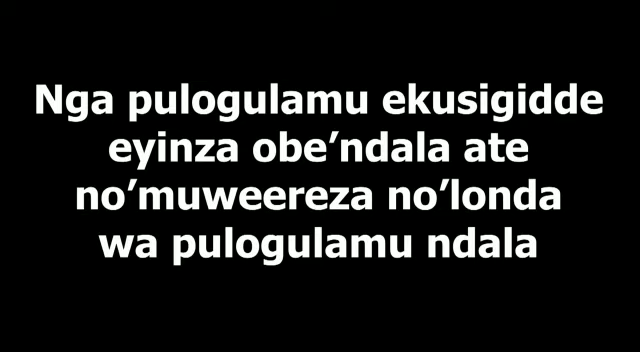 Nga pulogulamu ekusigidde
eyinza obe’ndala ate
no’muweereza no’londa
wa pulogulamu ndala